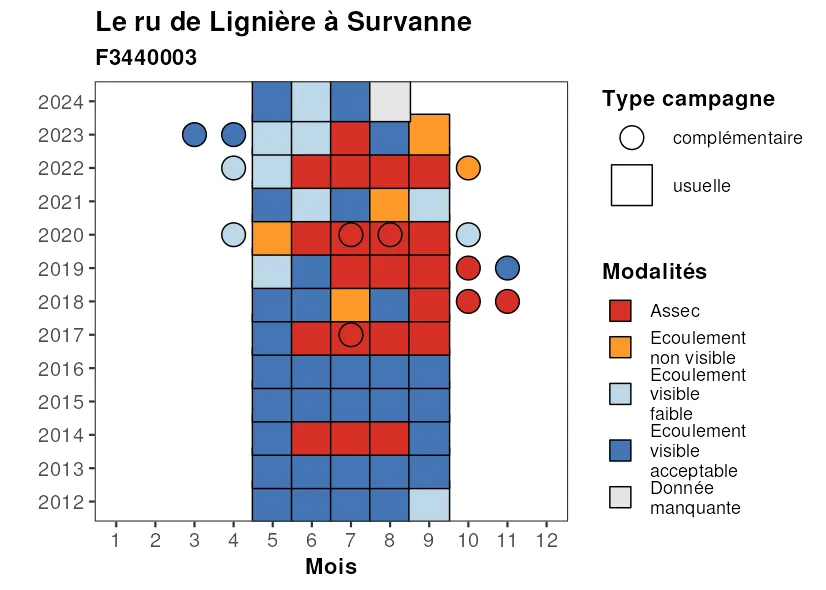 Le ru de Lignière à Survanne
F3440003
2024
2023
2022
2021
2020
2019
2018
2017
2016
2015
2014
2013
2012
1 2 3 4 5 6 7 8 9 10 11 12
Mois
Type campagne
complémentaire
usuelle
Modalités
Assec
Ecoulement
non visible
Ecoulement
visible
faible
Ecoulement
visible
acceptable
Donnée
manquante